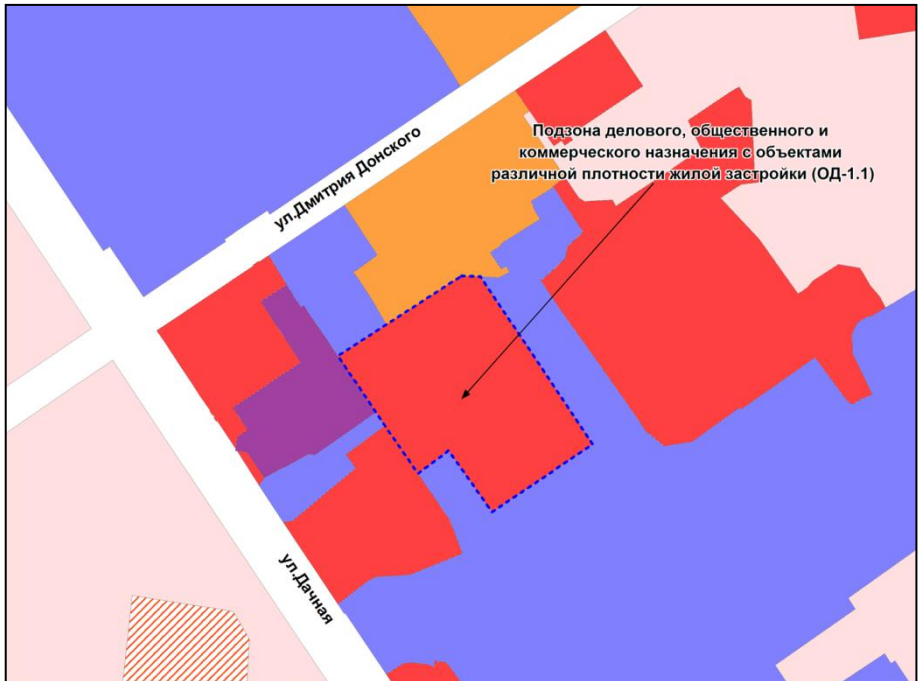 Подзона делового, общественного и
коммерческого назначения с объектами
различной плотности жилой застройки (ОД-1.1)
ул.Дмитрия Донского
ул.Дачная